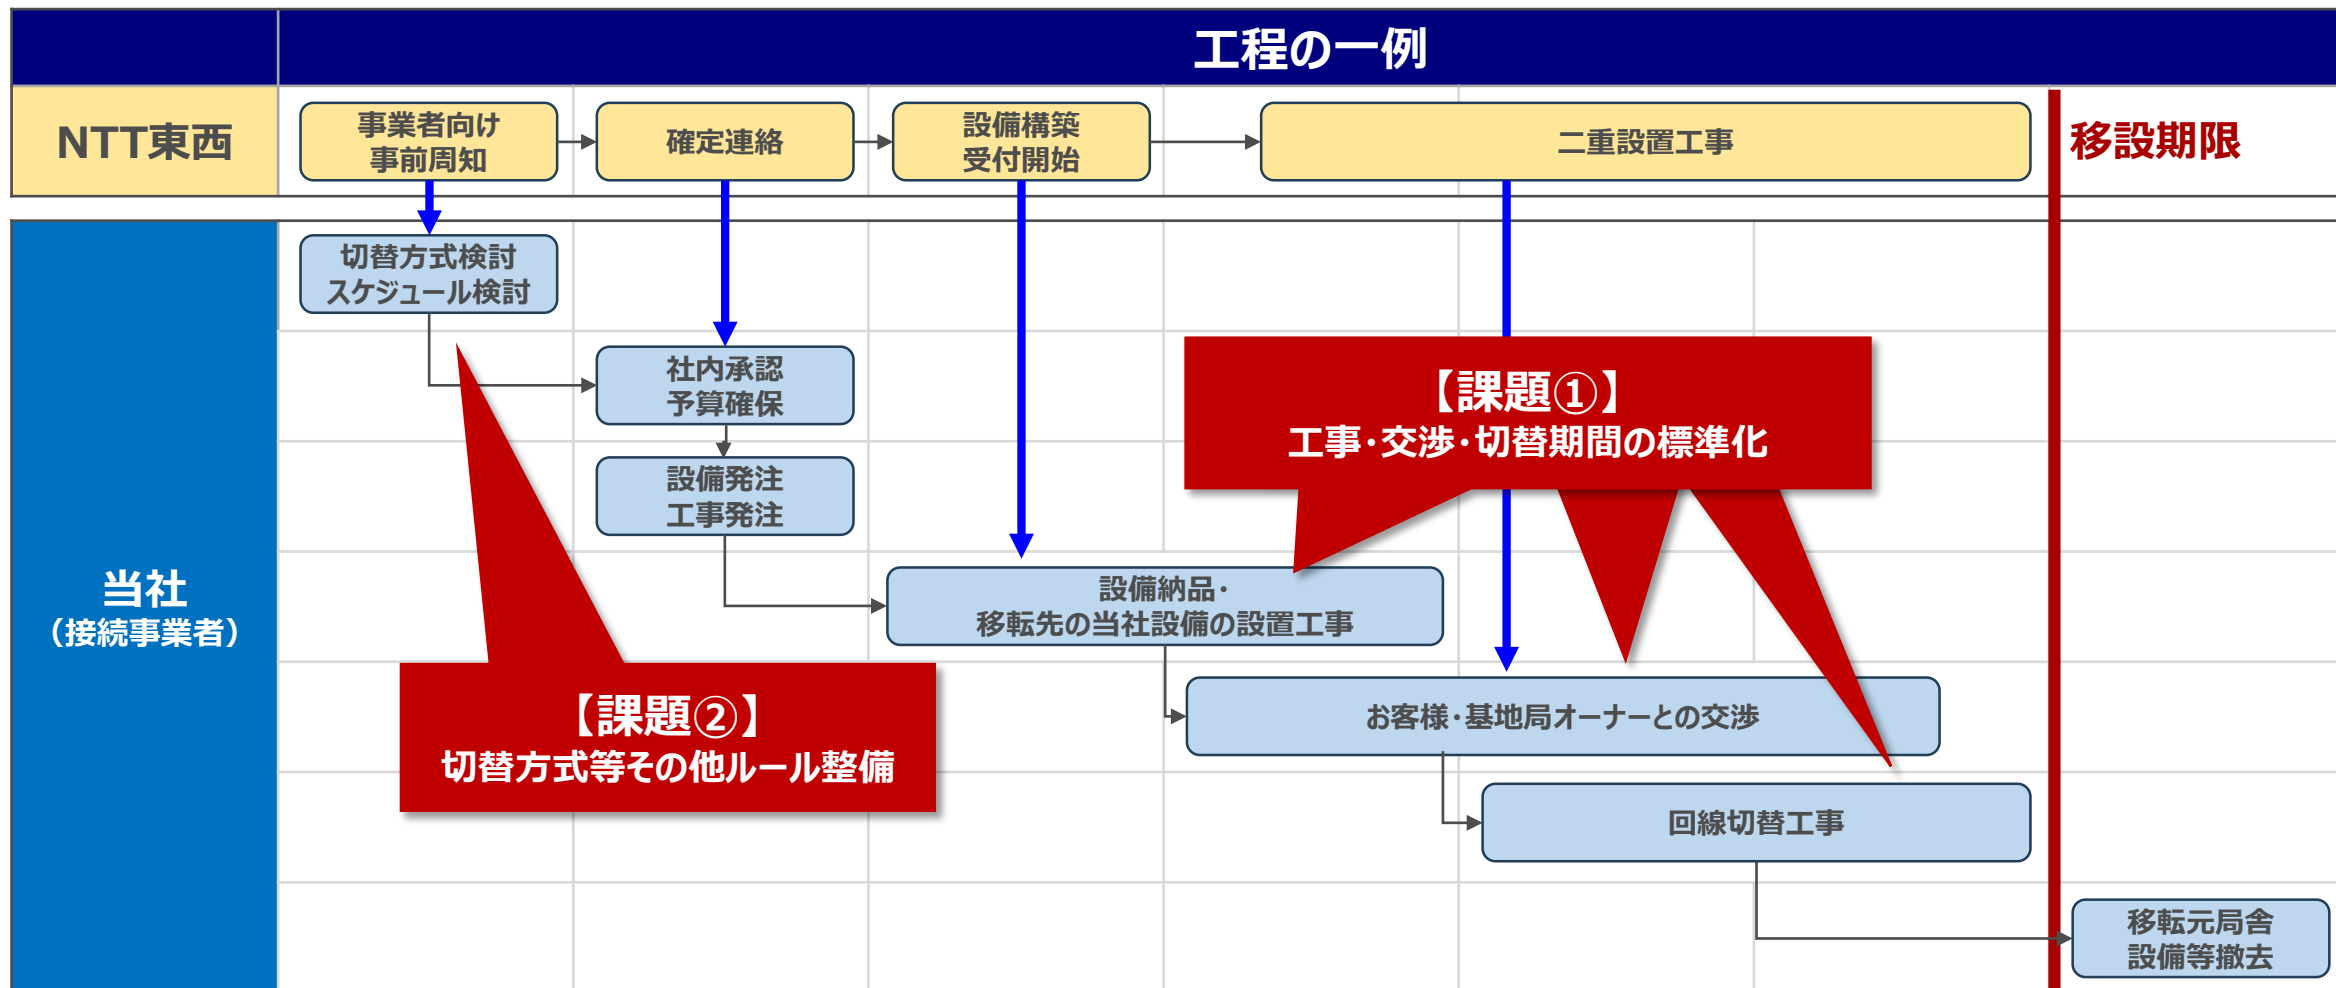 工程の一例
NTT東西
事業者向け
事前周知
確定連絡
設備構築
受付開始
二重設置工事
移設期限
当社
（接続事業者）
切替方式検討
スケジュール検討
社内承認
予算確保
設備発注
工事発注
【課題①】
工事・交渉・切替期間の標準化
設備納品・
移転先の当社設備の設置工事
【課題②】
切替方式等その他ルール整備
お客様・基地局オーナーとの交渉
回線切替工事
移転元局舎
設備等撤去